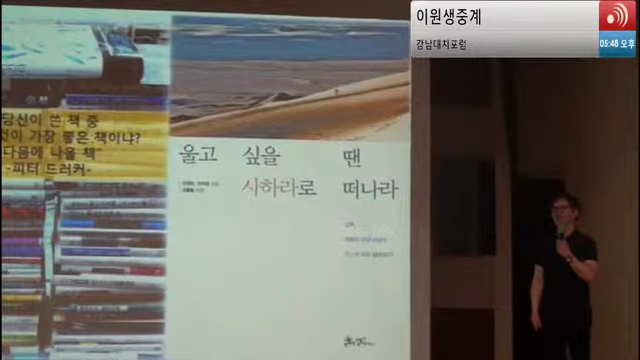 이원생중계
강남대치포럼
05:48 오후
당신이 쓴 책 중
것이 가장 좋은 책이냐?
다음에 나올 책"
-피터 드러커-
울고 싶을 땐
사하라로 떠나라